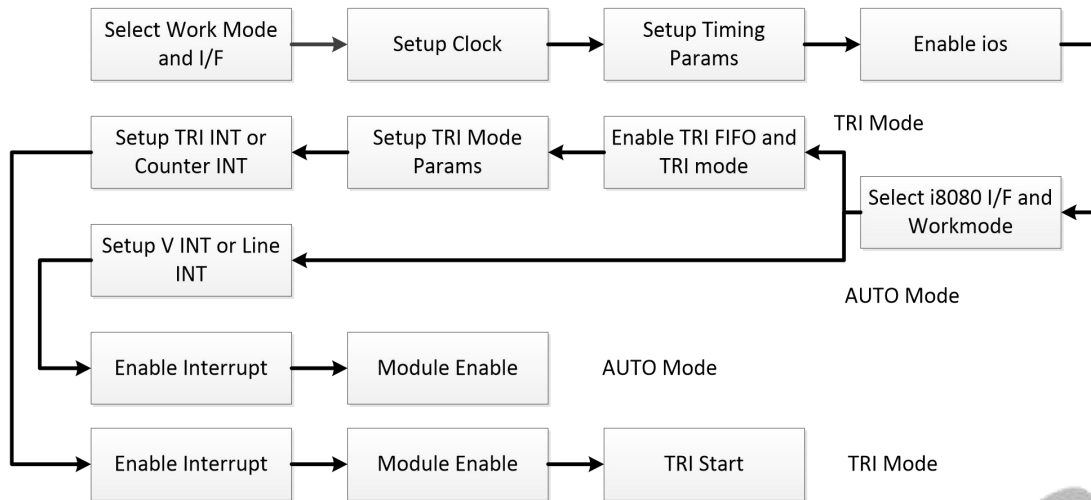 Select Work Mode
and I/F
Setup Clock
Setup Timing
Params
Enable ios
Setup TRI INT or
Counter INT
Setup TRI Mode
Params
Enable TRI FIFO and
TRI mode
TRI Mode
Select i8080 I/F and
Workmode
Setup V INT or Line
INT
AUTO Mode
Enable Interrupt
Module Enable
AUTO Mode
Enable Interrupt
Module Enable
TRI Start
TRI Mode